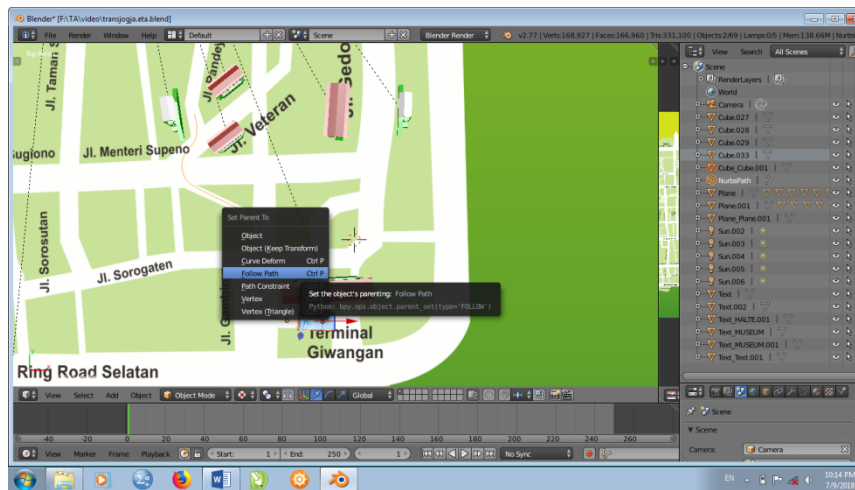 Blender* [F:\TA\video\transjogja.eta.blend]
File Render Window Help Default Scene Blender Render v2.77 | Verts:168,927 | Faces:166,960 | Tris:331,100 | Objects:2/69 | Lamps:0/5 | Mem:138.66M | Nurbs
View Search All Scenes
Scene
RenderLayers
World
Camera
Cube.027
Cube.028
Cube.029
Cube.033
Cube_Cube.001
NurbsPath
Plane
Plane.001
Plane_Plane.001
Sun.002
Sun.003
Sun.004
Sun.005
Sun.006
Text
Text.002
Text_HALTE.001
Text_MUSEUM
Text_MUSEUM.001
Text_Text.001
Jl. Taman S
Jl. Pandey
Jl. Gedo
Jl. Veteran
Sugiono
Jl. Menteri Supeno
Jl. Sorosutan
Jl. Sorogaten
Set Parent To
Object
Object (Keep Transform)
Curve Deform Ctrl P
Follow Path Ctrl P
Path Constraint
Vertex
Vertex (Triangle)
Set the object's parenting: Follow Path
Python: bpy.ops.object.parent_set(type='FOLLOW')
Terminal
Giwangan
Ring Road Selatan
View Select Add Object Object Mode Global
Scene
Scene
Camera: Camera
-40 -20 0 20 40 60 80 100 120 140 160 180 200 220 240 260
View Marker Frame Playback Start: 1 End: 250 1 No Sync
EN
10:14 PM
7/9/2018